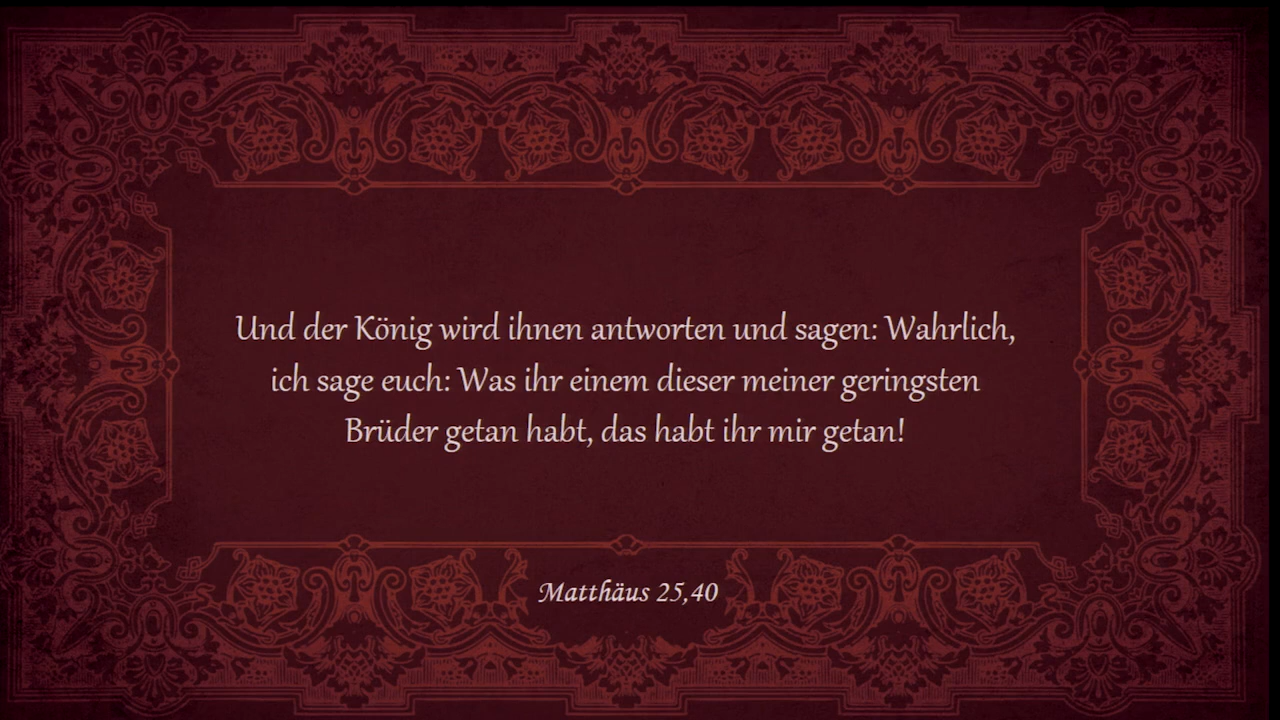 Und der König wird ihnen antworten und sagen: Wahrlich,
ich sage euch: Was ihr einem dieser meiner geringsten
Brüder getan habt, das habt ihr mir getan!
Matthäus 25,40